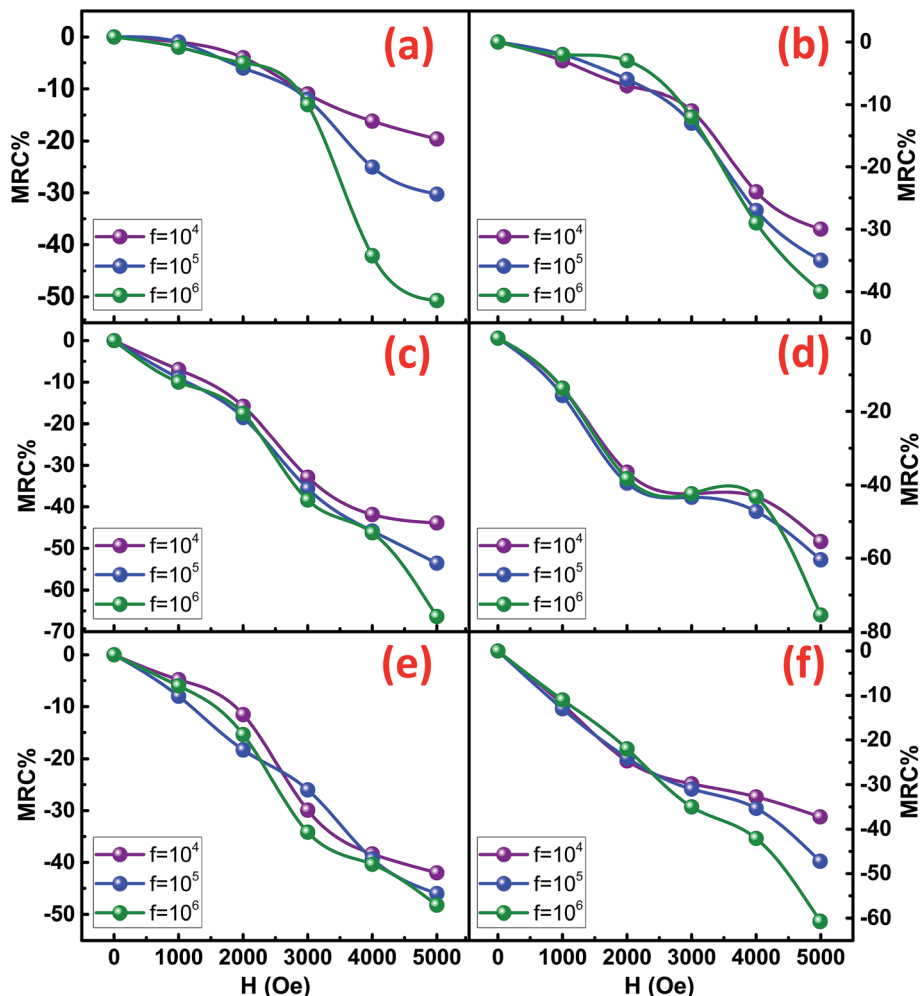 (a)
0
-10
-20
-30
-40
-50
MRC%
f=10⁴
f=10⁵
f=10⁶
(b)
0
-10
-20
-30
-40
MRC%
f=10⁴
f=10⁵
f=10⁶
(c)
0
-10
-20
-30
-40
-50
-60
-70
MRC%
f=10⁴
f=10⁵
f=10⁶
(d)
0
-20
-40
-60
-80
MRC%
f=10⁴
f=10⁵
f=10⁶
(e)
0
-10
-20
-30
-40
-50
MRC%
f=10⁴
f=10⁵
f=10⁶
0 1000 2000 3000 4000 5000
H (Oe)
(f)
0
-10
-20
-30
-40
-50
-60
MRC%
f=10⁴
f=10⁵
f=10⁶
0 1000 2000 3000 4000 5000
H (Oe)